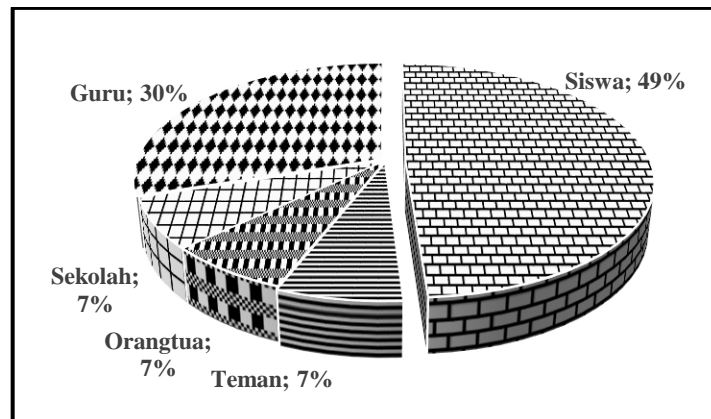 Siswa; 49%
Guru; 30%
Sekolah;
7%
Orangtua;
7%
Teman; 7%